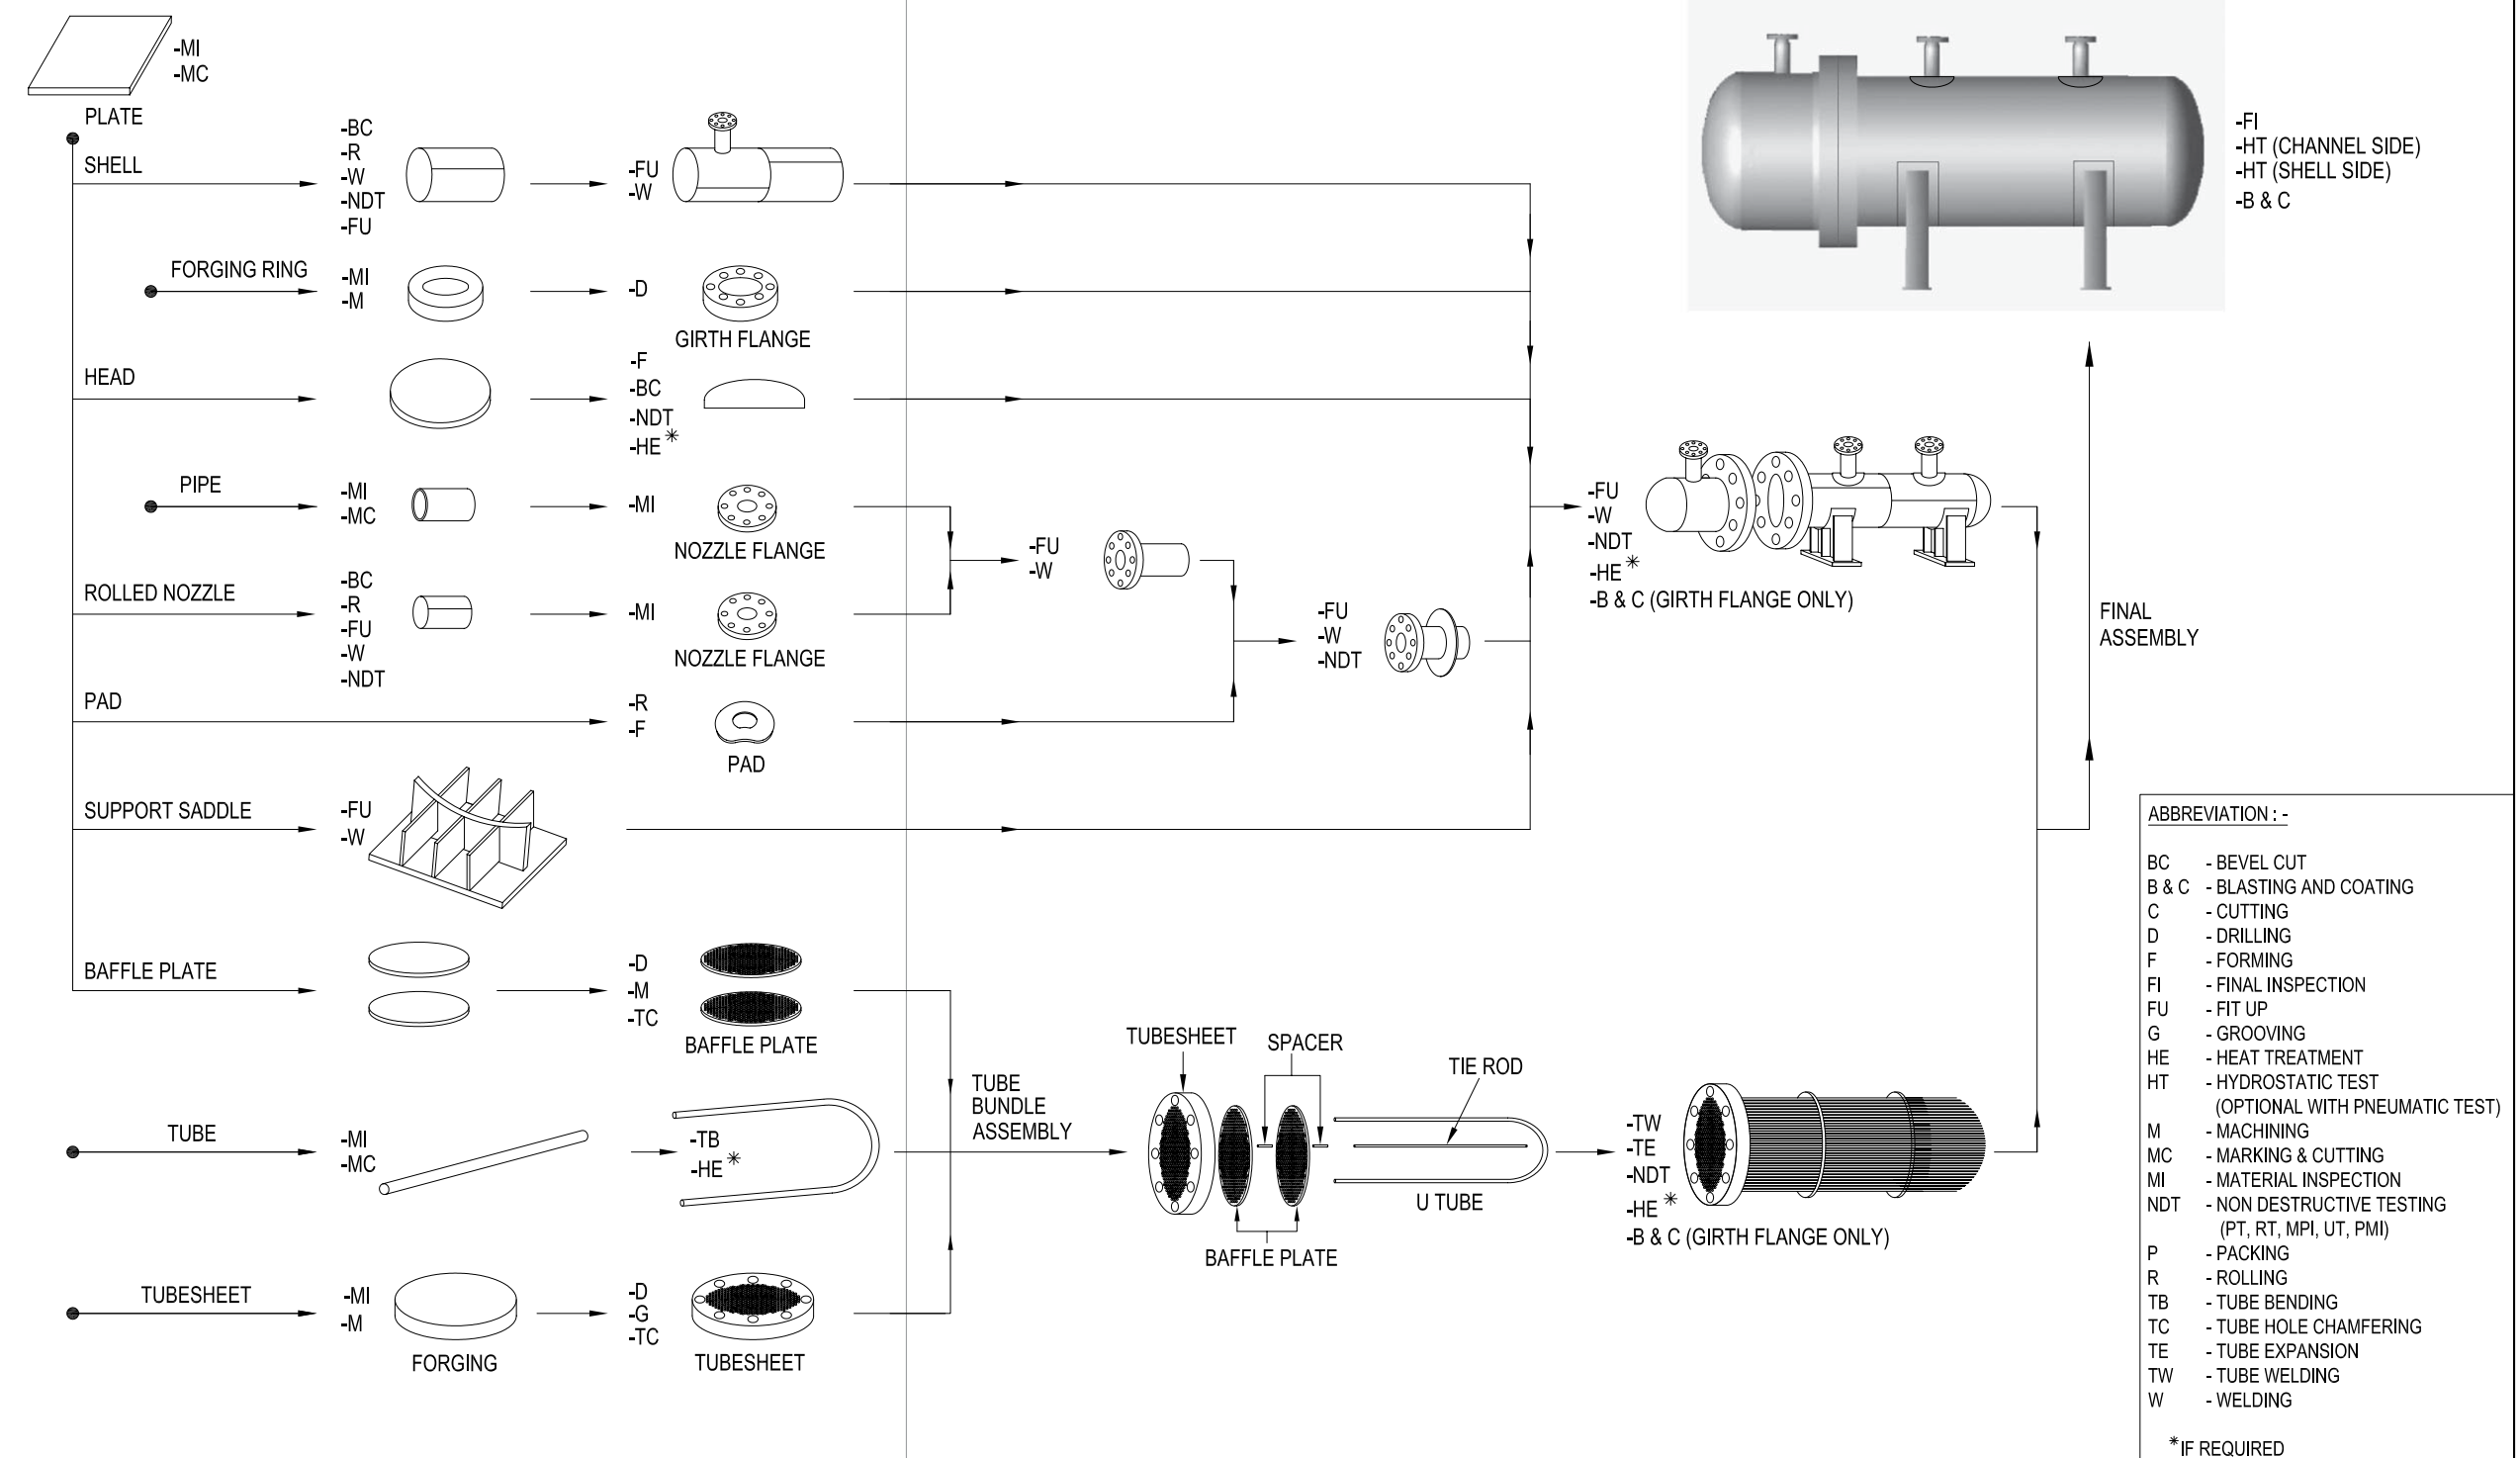 -MI
-MC
PLATE
SHELL
-BC
-R
-W
-NDT
-FU
-FU
-W
FORGING RING
-MI
-M
-D
GIRTH FLANGE
HEAD
-F
-BC
-NDT
-HE*
PIPE
-MI
-MC
-MI
NOZZLE FLANGE
ROLLED NOZZLE
-BC
-R
-FU
-W
-NDT
-MI
NOZZLE FLANGE
-FU
-W
PAD
-R
-F
PAD
-FU
-W
-NDT
SUPPORT SADDLE
-FU
-W
-FU
-W
-NDT
-HE*
-B & C (GIRTH FLANGE ONLY)
BAFFLE PLATE
-D
-M
-TC
BAFFLE PLATE
TUBE
-MI
-MC
-TB
-HE*
TUBESHEET
-MI
-M
FORGING
-D
-G
-TC
TUBESHEET
TUBE
BUNDLE
ASSEMBLY
TUBESHEET
SPACER
TIE ROD
U TUBE
BAFFLE PLATE
-TW
-TE
-NDT
-HE*
-B & C (GIRTH FLANGE ONLY)
FINAL
ASSEMBLY
-FI
-HT (CHANNEL SIDE)
-HT (SHELL SIDE)
-B & C
ABBREVIATION : -
BC - BEVEL CUT
B & C - BLASTING AND COATING
C - CUTTING
D - DRILLING
F - FORMING
FI - FINAL INSPECTION
FU - FIT UP
G - GROOVING
HE - HEAT TREATMENT
HT - HYDROSTATIC TEST
(OPTIONAL WITH PNEUMATIC TEST)
M - MACHINING
MC - MARKING & CUTTING
MI - MATERIAL INSPECTION
NDT - NON DESTRUCTIVE TESTING
(PT, RT, MPI, UT, PMI)
P - PACKING
R - ROLLING
TB - TUBE BENDING
TC - TUBE HOLE CHAMFERING
TE - TUBE EXPANSION
TW - TUBE WELDING
W - WELDING
*IF REQUIRED